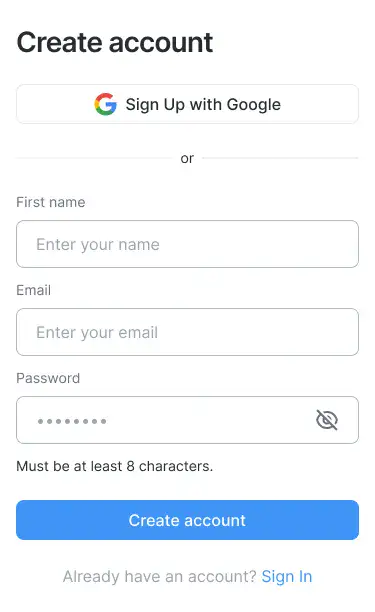 Create account
Sign Up with Google
or
First name
Enter your name
Email
Enter your email
Password
••••••••
Must be at least 8 characters.
Create account
Already have an account? Sign In